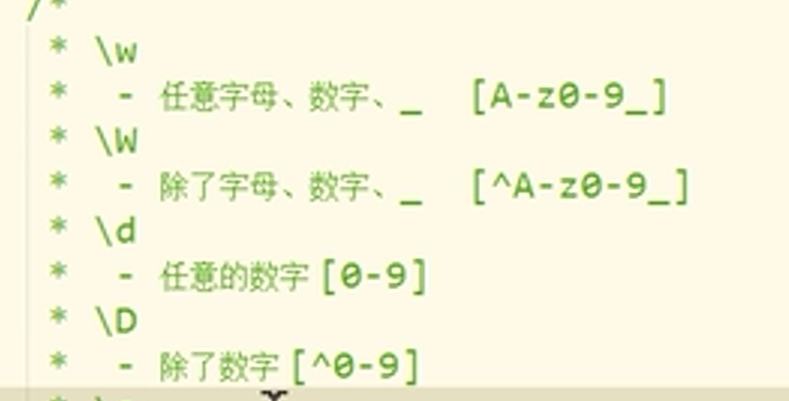 /*
* \w
* - 任意字母、数字、_ [A-z0-9_]
* \W
* - 除了字母、数字、_ [^A-z0-9_]
* \d
* - 任意的数字 [0-9]
* \D
* - 除了数字 [^0-9]